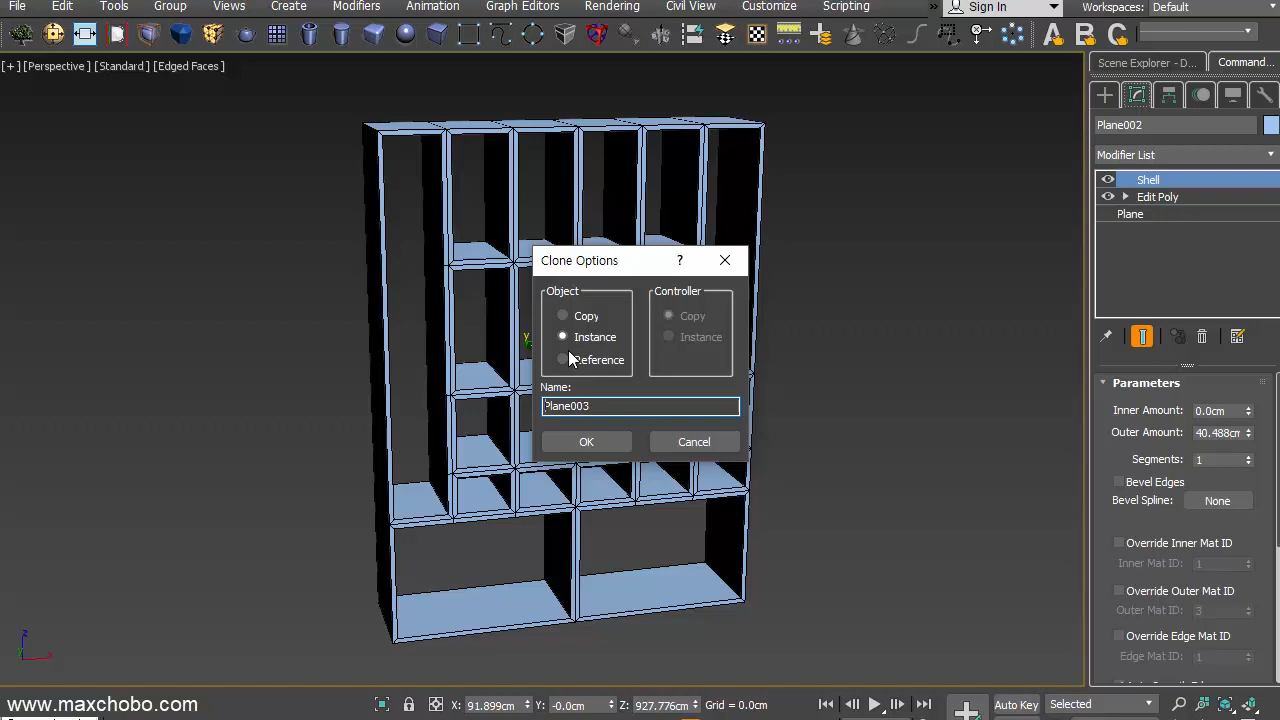 File Edit Tools Group Views Create Modifiers Animation Graph Editors Rendering Civil View Customize Scripting » Sign In Workspaces: Default
A B C
[+] [Perspective] [Standard] [Edged Faces]
Scene Explorer - D... Command...
Plane002
Modifier List
Shell
Edit Poly
Plane
Clone Options ? ×
Object Controller
Copy Copy
Instance Instance
Reference
Name:
Plane003
OK Cancel
y
Parameters
Inner Amount: 0.0cm
Outer Amount: 40.488cm
Segments: 1
Bevel Edges
Bevel Spline: None
Override Inner Mat ID
Inner Mat ID: 1
Override Outer Mat ID
Outer Mat ID: 3
Override Edge Mat ID
Edge Mat ID: 1
z
y x
www.maxchobo.com
X: 91.899cm Y: -0.0cm Z: 927.776cm Grid = 0.0cm
Auto Key Selected